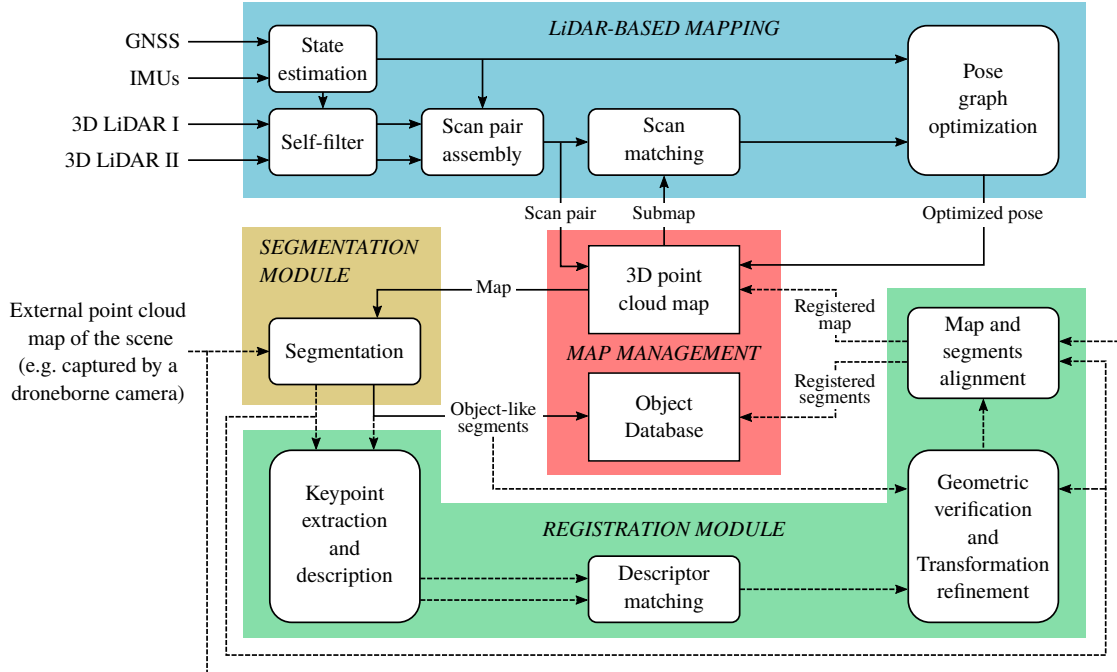 LiDAR-BASED MAPPING
GNSS
IMUs
3D LiDAR I
3D LiDAR II
State
estimation
Self-filter
Scan pair
assembly
Scan
matching
Pose
graph
optimization
Scan pair
Submap
Optimized pose
SEGMENTATION
MODULE
Map
Segmentation
3D point
cloud map
MAP MANAGEMENT
Object
Database
Registered
map
Registered
segments
Map and
segments
alignment
External point cloud
map of the scene
(e.g. captured by a
droneborne camera)
Object-like
segments
Keypoint
extraction
and
description
REGISTRATION MODULE
Descriptor
matching
Geometric
verification
and
Transformation
refinement